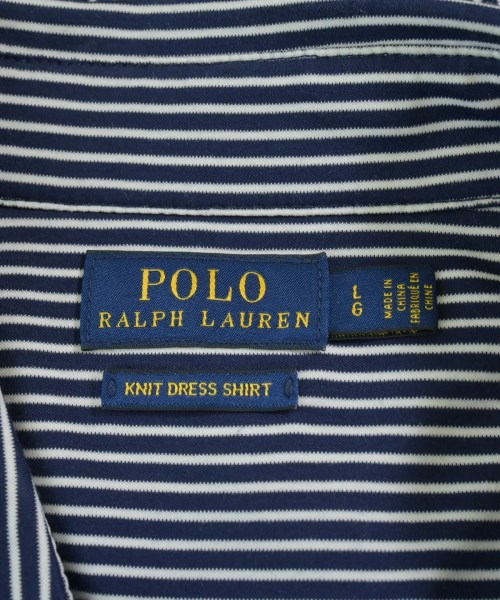 POLO
RALPH LAUREN
L
G
MADE IN
CHINA
FABRIQUÉ EN
CHINE
KNIT DRESS SHIRT